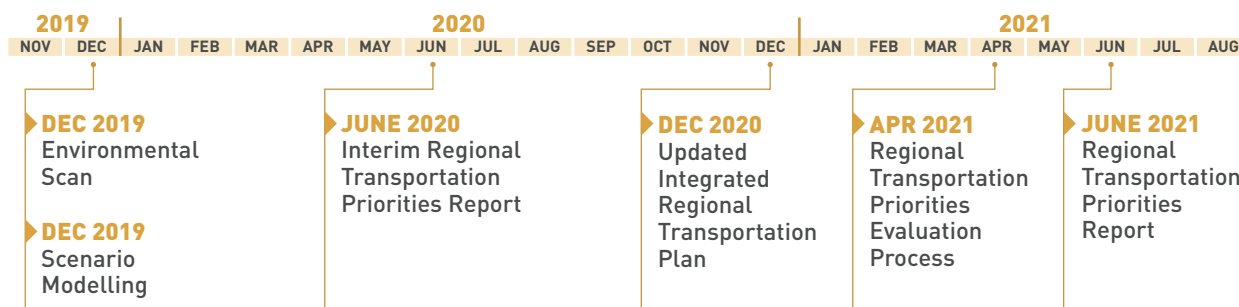 2019 2020 2021
NOV DEC JAN FEB MAR APR MAY JUN JUL AUG SEP OCT NOV DEC JAN FEB MAR APR MAY JUN JUL AUG
DEC 2019
Environmental
Scan
DEC 2019
Scenario
Modelling
JUNE 2020
Interim Regional
Transportation
Priorities Report
DEC 2020
Updated
Integrated
Regional
Transportation
Plan
APR 2021
Regional
Transportation
Priorities
Evaluation
Process
JUNE 2021
Regional
Transportation
Priorities
Report